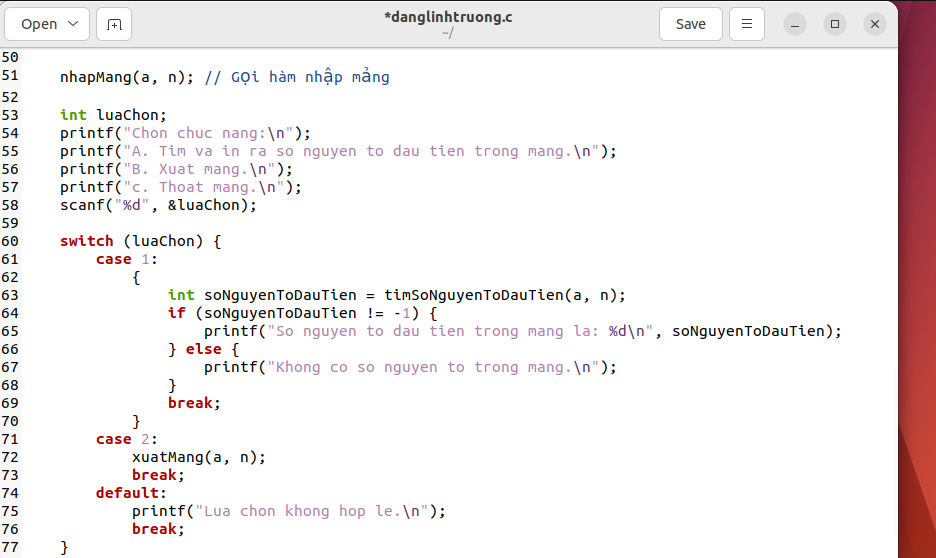 Open
*danglinhtruong.c
~/
Save
50
51 nhapMang(a, n); // Gọi hàm nhập mảng
52
53 int luaChon;
54 printf("Chon chuc nang:\n");
55 printf("A. Tim va in ra so nguyen to dau tien trong mang.\n");
56 printf("B. Xuat mang.\n");
57 printf("c. Thoat mang.\n");
58 scanf("%d", &luaChon);
59
60 switch (luaChon) {
61 case 1:
62 {
63 int soNguyenToDauTien = timSoNguyenToDauTien(a, n);
64 if (soNguyenToDauTien != -1) {
65 printf("So nguyen to dau tien trong mang la: %d\n", soNguyenToDauTien);
66 } else {
67 printf("Khong co so nguyen to trong mang.\n");
68 }
69 break;
70 }
71 case 2:
72 xuatMang(a, n);
73 break;
74 default:
75 printf("Lua chon khong hop le.\n");
76 break;
77 }